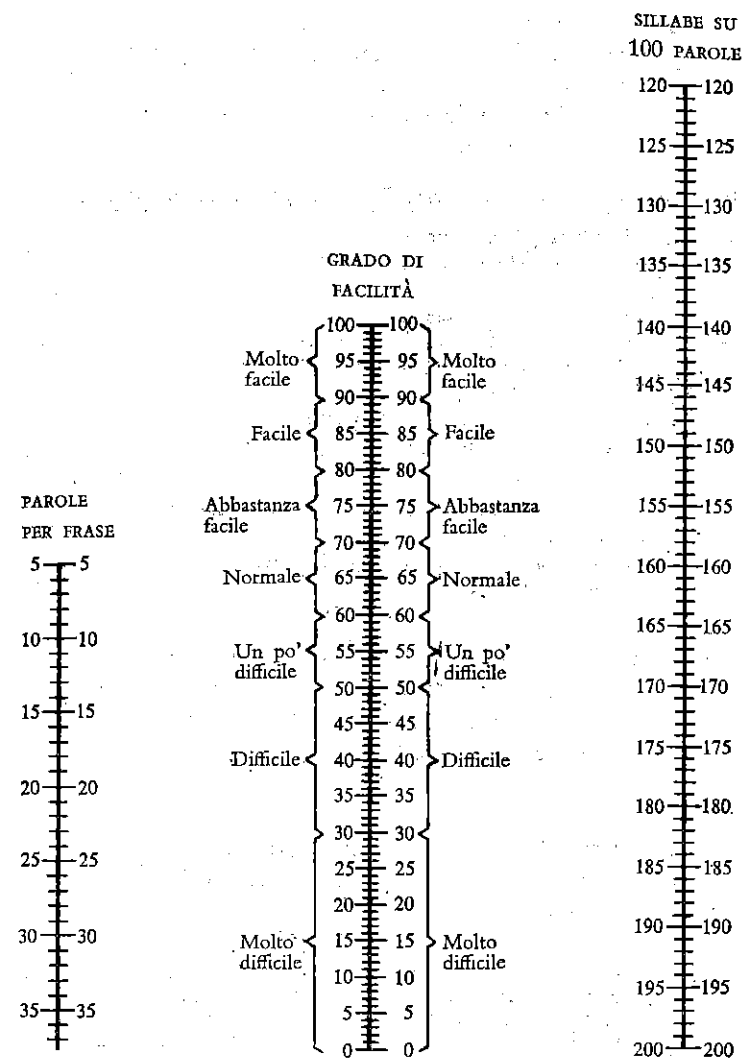 SILLABE SU
100 PAROLE
120 120
125 125
130 130
135 135
140 140
145 145
150 150
155 155
160 160
165 165
170 170
175 175
180 180
185 185
190 190
195 195
200 200
GRADO DI
FACILITÀ
100 100
Molto facile 95 95 Molto facile
90 90
Facile 85 85 Facile
80 80
Abbastanza facile 75 75 Abbastanza facile
70 70
Normale 65 65 Normale
60 60
Un po' difficile 55 55 Un po' difficile
50 50
45 45
Difficile 40 40 Difficile
35 35
30 30
25 25
20 20
Molto difficile 15 15 Molto difficile
10 10
5 5
0 0
PAROLE
PER FRASE
5 5
10 10
15 15
20 20
25 25
30 30
35 35